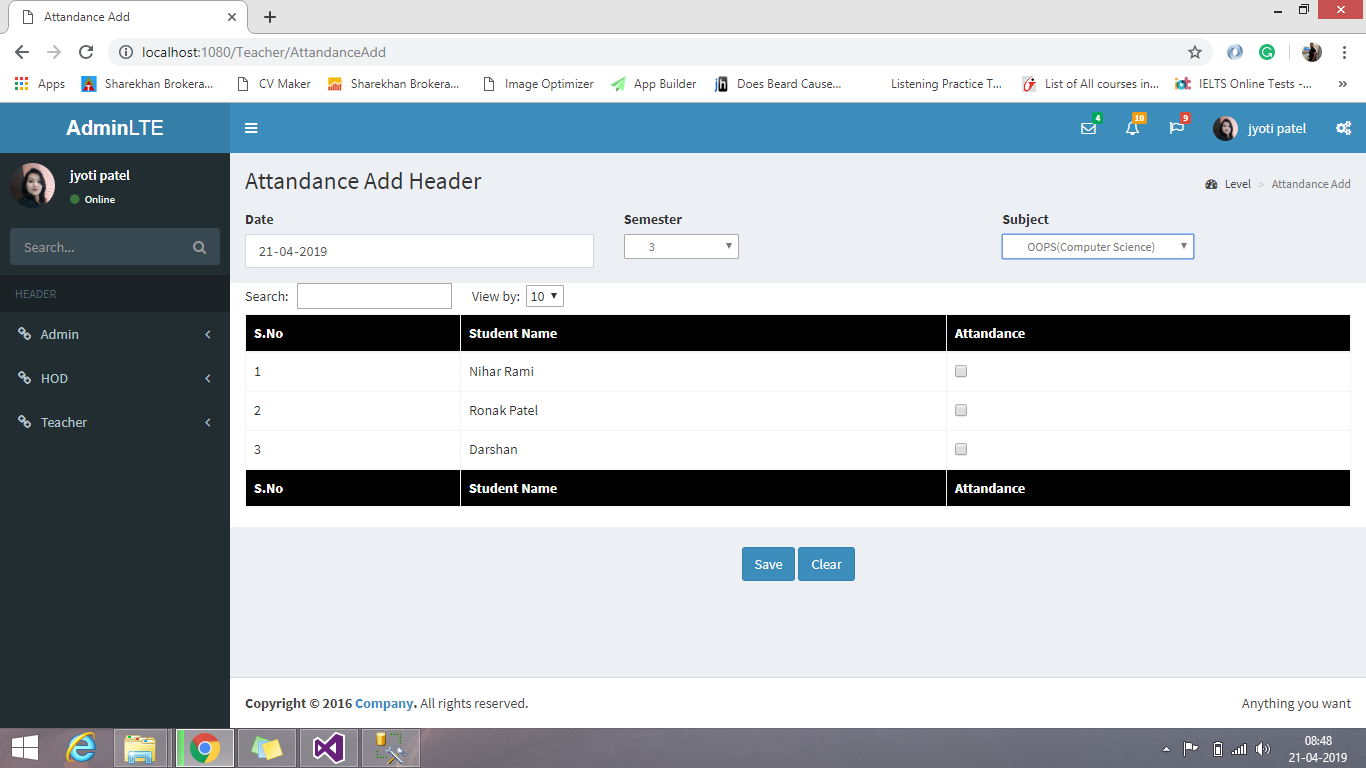 Attandance Add
localhost:1080/Teacher/AttandanceAdd
Apps Sharekhan Brokera... CV Maker Sharekhan Brokera... Image Optimizer App Builder jh Does Beard Cause... Listening Practice T... List of All courses in... IELTS Online Tests -... »
AdminLTE 4 10 9 jyoti patel
jyoti patel
Online
Search...
HEADER
Admin
HOD
Teacher
Attandance Add Header Level > Attandance Add
Date Semester Subject
21-04-2019 3 OOPS(Computer Science)
Search: View by: 10
S.No Student Name Attandance
1 Nihar Rami
2 Ronak Patel
3 Darshan
S.No Student Name Attandance
Save Clear
Copyright © 2016 Company. All rights reserved. Anything you want
08:48
21-04-2019